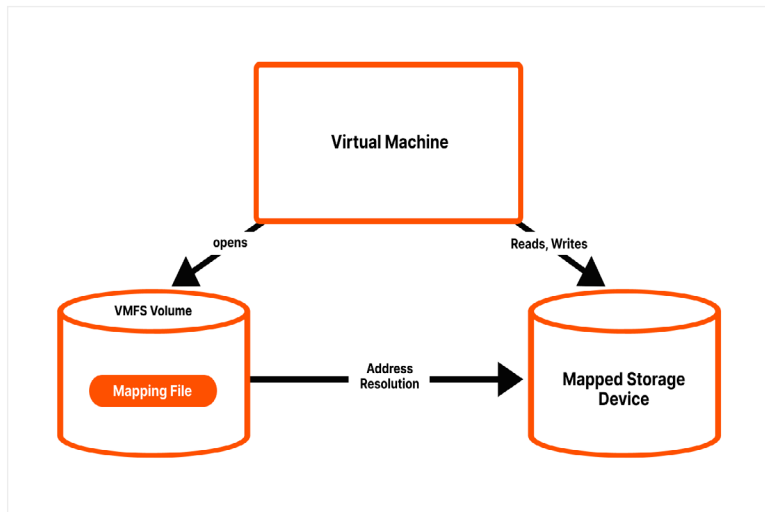 Virtual Machine
opens
Reads, Writes
VMFS Volume
Mapping File
Address
Resolution
Mapped Storage
Device